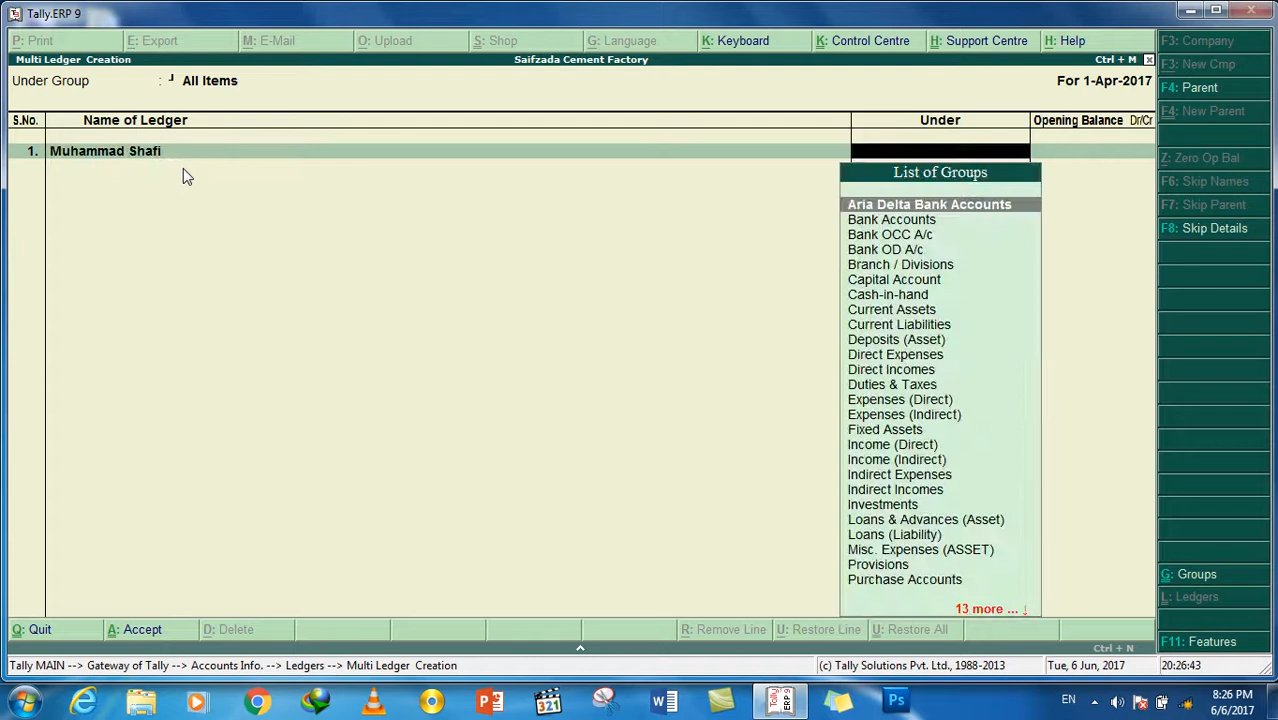 Tally.ERP 9
P: Print E: Export M: E-Mail O: Upload S: Shop G: Language K: Keyboard K: Control Centre H: Support Centre H: Help
Multi Ledger Creation Saifzada Cement Factory Ctrl + M
Under Group : All Items For 1-Apr-2017
S.No. Name of Ledger Under Opening Balance Dr/Cr
1. Muhammad Shafi
List of Groups
Aria Delta Bank Accounts
Bank Accounts
Bank OCC A/c
Bank OD A/c
Branch / Divisions
Capital Account
Cash-in-hand
Current Assets
Current Liabilities
Deposits (Asset)
Direct Expenses
Direct Incomes
Duties & Taxes
Expenses (Direct)
Expenses (Indirect)
Fixed Assets
Income (Direct)
Income (Indirect)
Indirect Expenses
Indirect Incomes
Investments
Loans & Advances (Asset)
Loans (Liability)
Misc. Expenses (ASSET)
Provisions
Purchase Accounts
13 more ... ↓
F3: Company
F3: New Cmp
F4: Parent
F4: New Parent
Z: Zero Op Bal
F6: Skip Names
F7: Skip Parent
F8: Skip Details
G: Groups
L: Ledgers
F11: Features
Q: Quit A: Accept D: Delete R: Remove Line U: Restore Line U: Restore All
Ctrl + N
Tally MAIN --> Gateway of Tally --> Accounts Info. --> Ledgers --> Multi Ledger Creation (c) Tally Solutions Pvt. Ltd., 1988-2013 Tue, 6 Jun, 2017 20:26:43
321 Tally ERP 9 Ps EN 8:26 PM
6/6/2017